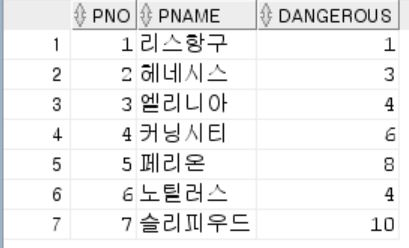 PNO PNAME DANGEROUS
1 1 리스항구 1
2 2 헤네시스 3
3 3 엘리니아 4
4 4 커닝시티 6
5 5 페리온 8
6 6 노틸러스 4
7 7 슬리피우드 10